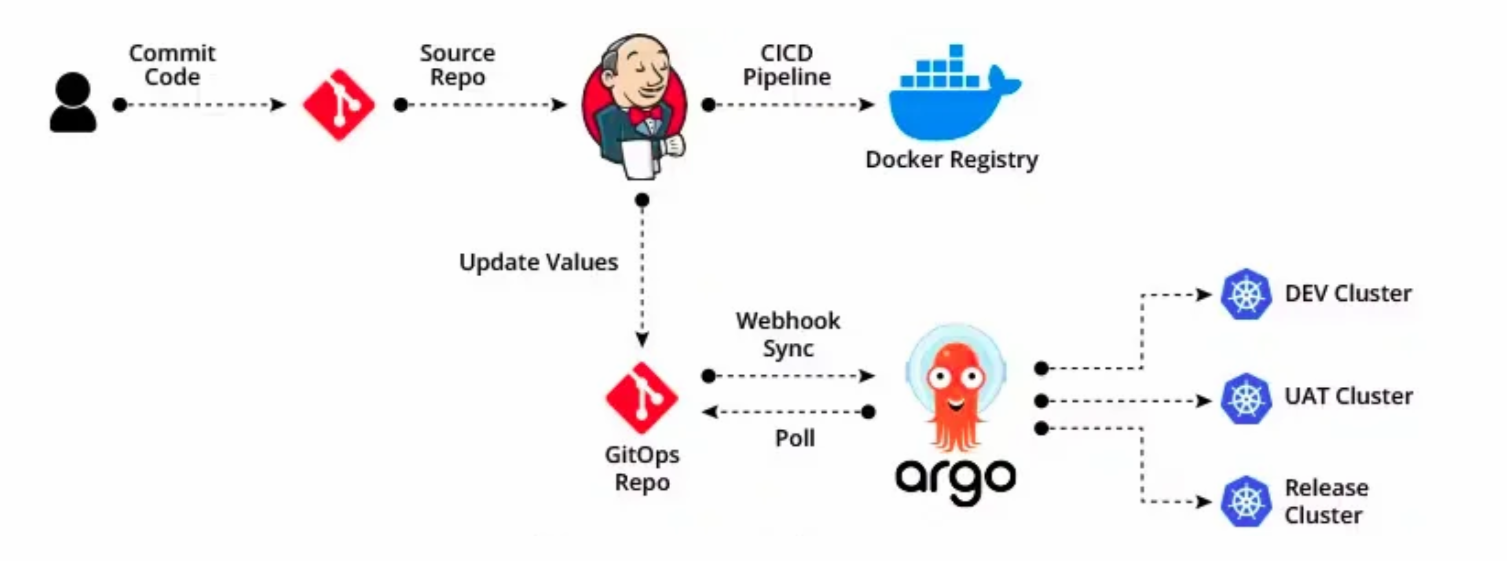 Commit
Code
Source
Repo
CICD
Pipeline
Docker Registry
Update Values
Webhook
Sync
Poll
GitOps
Repo
argo
DEV Cluster
UAT Cluster
Release
Cluster